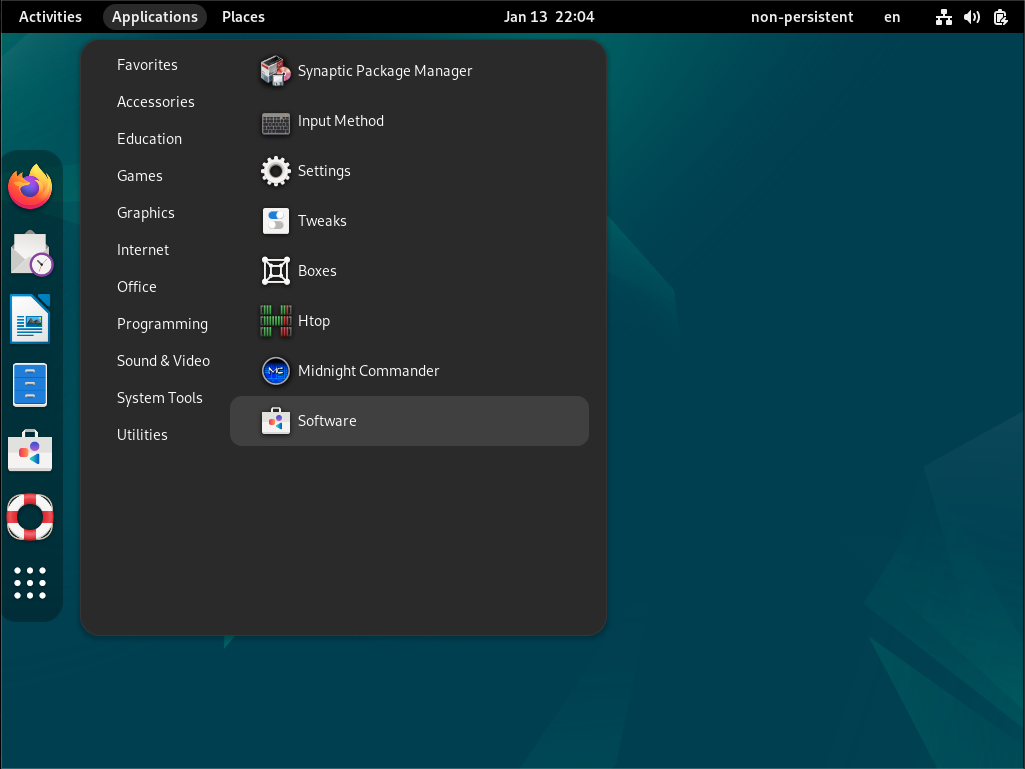 Activities Applications Places Jan 13 22:04 non-persistent en
Favorites
Accessories
Education
Games
Graphics
Internet
Office
Programming
Sound & Video
System Tools
Utilities
Synaptic Package Manager
Input Method
Settings
Tweaks
Boxes
Htop
Midnight Commander
Software